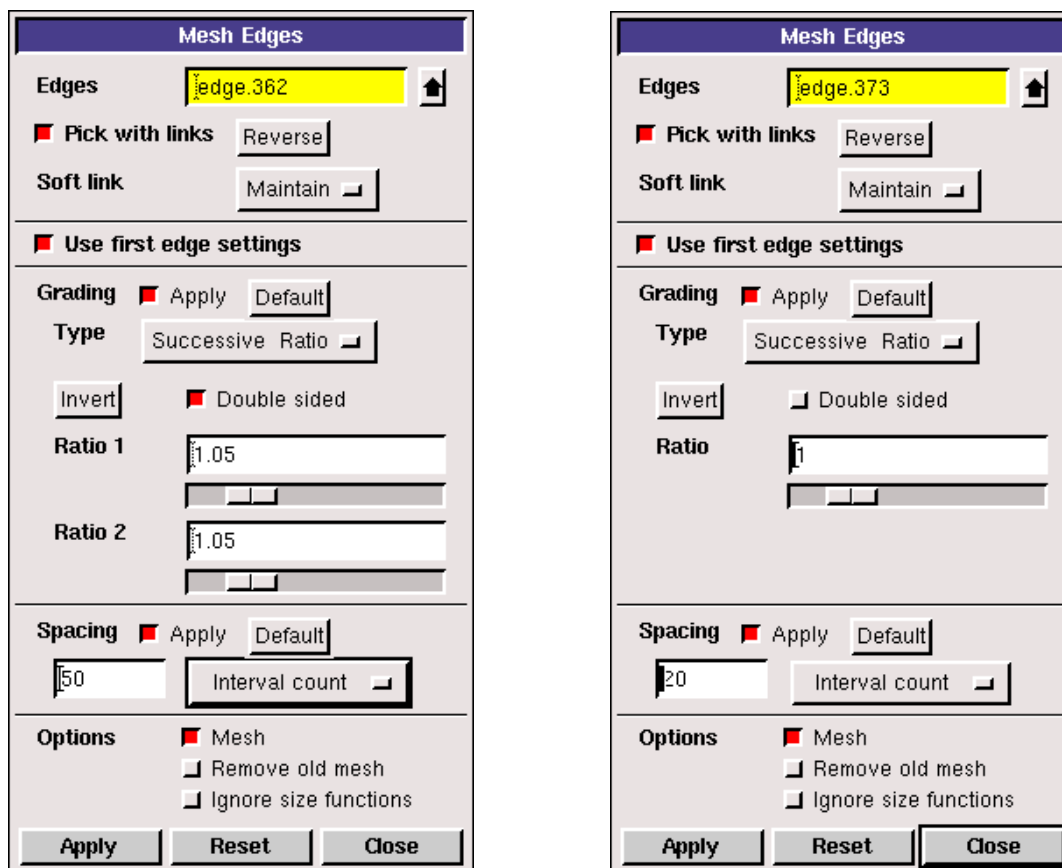 Mesh Edges
Edges edge.362
Pick with links Reverse
Soft link Maintain
Use first edge settings
Grading Apply Default
Type Successive Ratio
Invert Double sided
Ratio 1 1.05
Ratio 2 1.05
Spacing Apply Default
50 Interval count
Options Mesh
Remove old mesh
Ignore size functions
Apply Reset Close
Mesh Edges
Edges edge.373
Pick with links Reverse
Soft link Maintain
Use first edge settings
Grading Apply Default
Type Successive Ratio
Invert Double sided
Ratio 1
Spacing Apply Default
20 Interval count
Options Mesh
Remove old mesh
Ignore size functions
Apply Reset Close